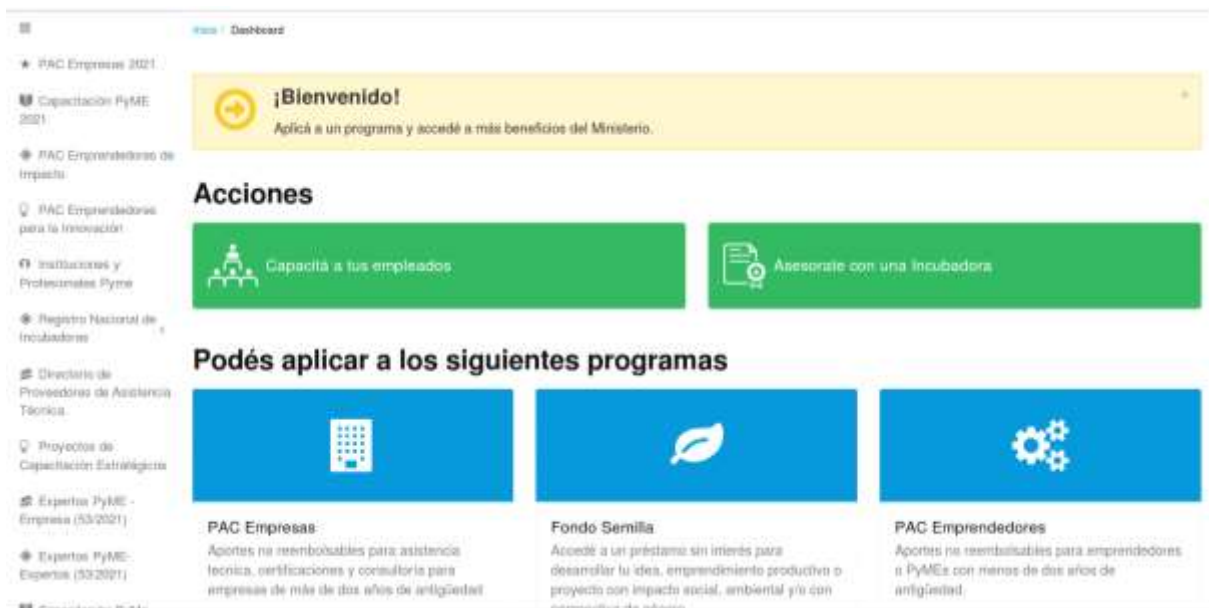 Inicio / Dashboard
PAC Empresas 2021
Capacitación PyME
2021
PAC Emprendedores de
Impacto
PAC Emprendedores
para la Innovación
Instituciones y
Profesionales Pyme
Registro Nacional de
Incubadoras
Directorio de
Proveedores de Asistencia
Técnica.
Proyectos de
Capacitación Estratégicos
Expertos PyME -
Empresa (53/2021)
Expertos PyME-
Expertos (53/2021)
¡Bienvenido!
Aplicá a un programa y accedé a más beneficios del Ministerio.
×
Acciones
Capacitá a tus empleados
Asesorate con una Incubadora
Podés aplicar a los siguientes programas
PAC Empresas
Aportes no reembolsables para asistencia
tecnica, certificaciones y consultoría para
empresas de más de dos años de antigüedad
Fondo Semilla
Accedé a un préstamo sin interés para
desarrollar tu idea, emprendimiento productivo o
proyecto con impacto social, ambiental y/o con
PAC Emprendedores
Aportes no reembolsables para emprendedores
o PyMEs con menos de dos años de
antigüedad.